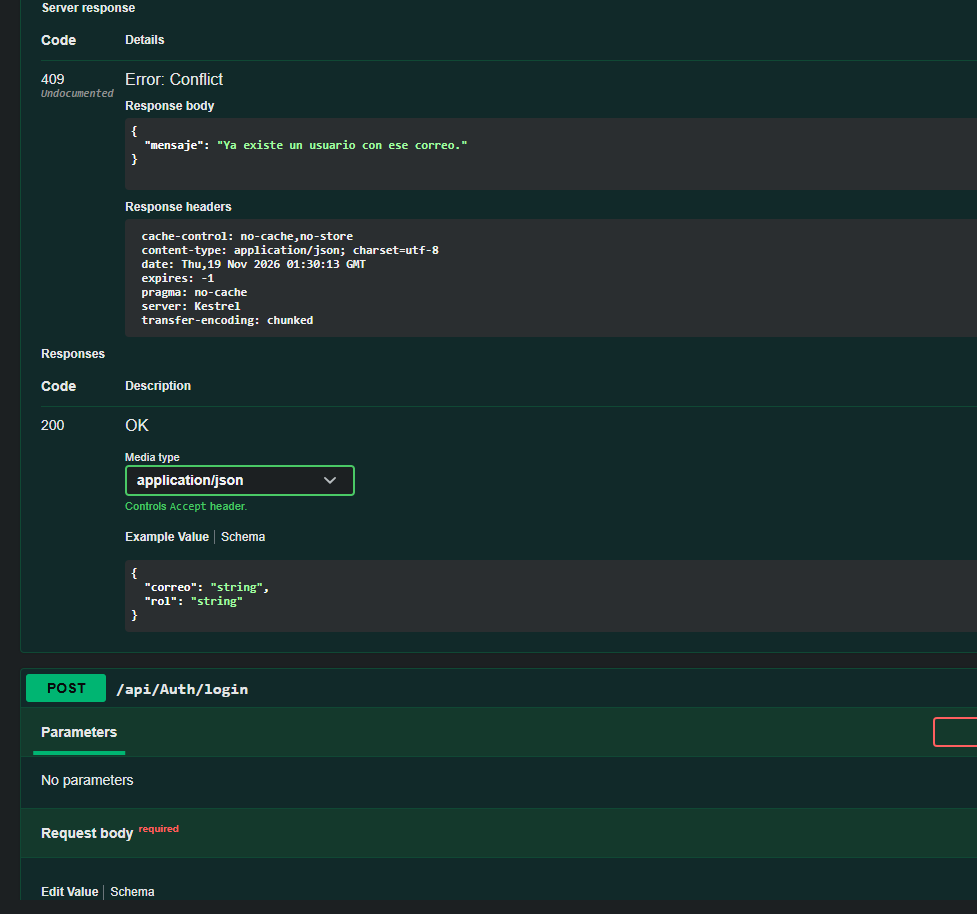 Server response
Code Details
409 Error: Conflict
Undocumented
Response body
{
  "mensaje": "Ya existe un usuario con ese correo."
}
Response headers
cache-control: no-cache,no-store
content-type: application/json; charset=utf-8
date: Thu,19 Nov 2026 01:30:13 GMT
expires: -1
pragma: no-cache
server: Kestrel
transfer-encoding: chunked
Responses
Code Description
200 OK
Media type
application/json
Controls Accept header.
Example Value | Schema
{
  "correo": "string",
  "rol": "string"
}
POST /api/Auth/login
Parameters
No parameters
Request body required
Edit Value | Schema